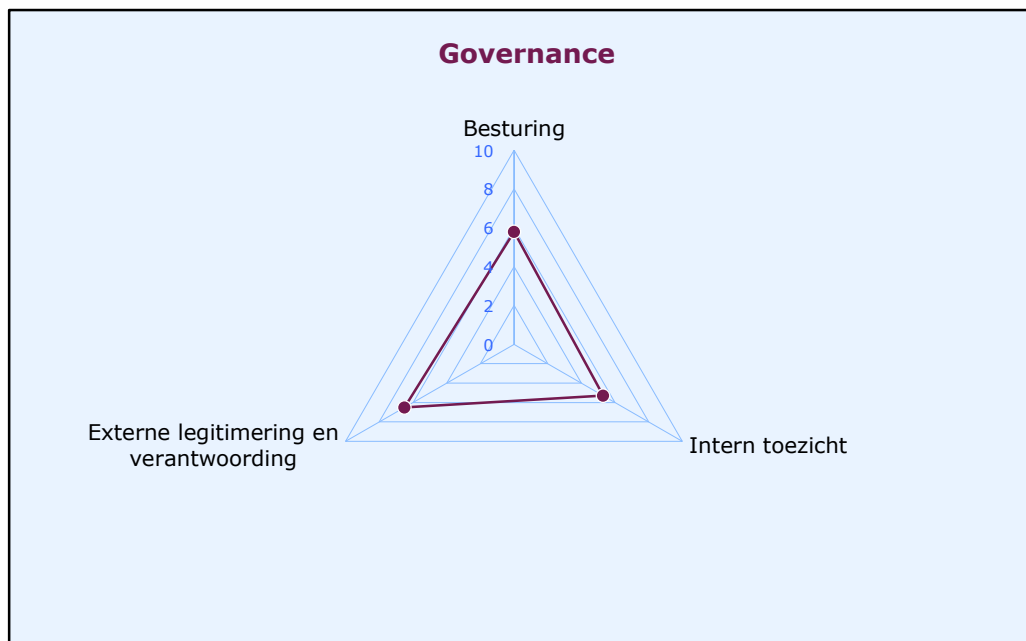 Governance
Besturing
10
8
6
4
2
0
Externe legitimering en
verantwoording
Intern toezicht